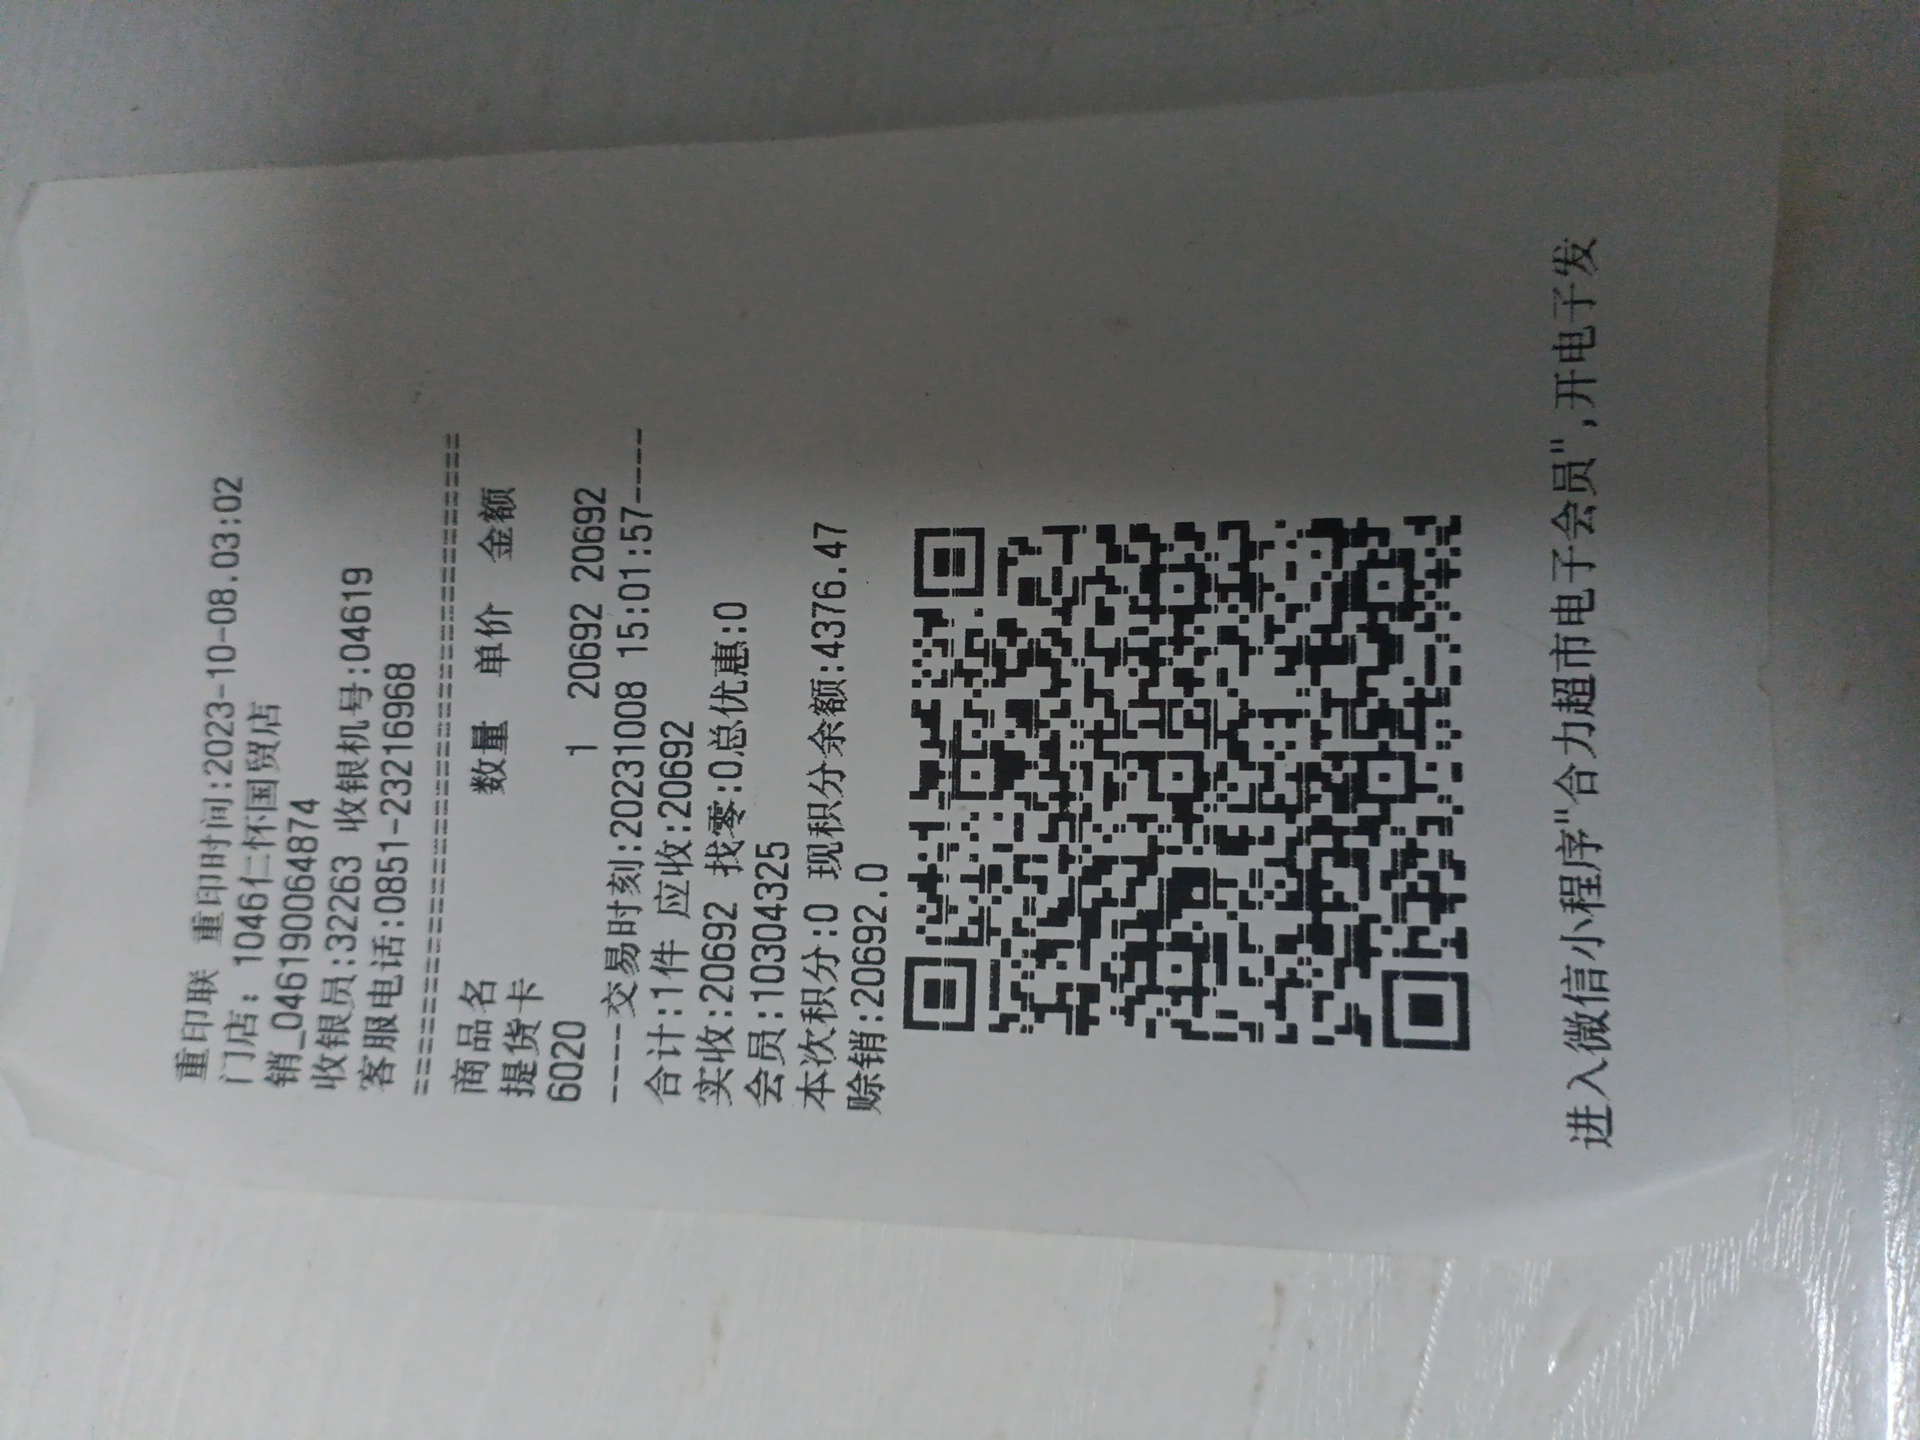 重印联 重印时间:2023-10-08.03:02
门店: 1046仁怀国贸店
销_046190064874
收银员:32263 收银机号:04619
客服电话:0851-23216968
========================================
商品名 数量 单价 金额
提货卡
6020 1 20692 20692
----交易时刻:20231008 15:01:57----
合计:1件 应收:20692
实收:20692 找零:0总优惠:0
会员:10304325
本次积分:0 现积分余额:4376.47
赊销:20692.0
进入微信小程序"合力超市电子会员",开电子发